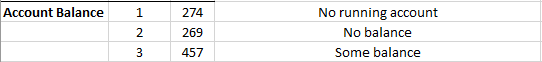 Account Balance 1 274 No running account
2 269 No balance
3 457 Some balance